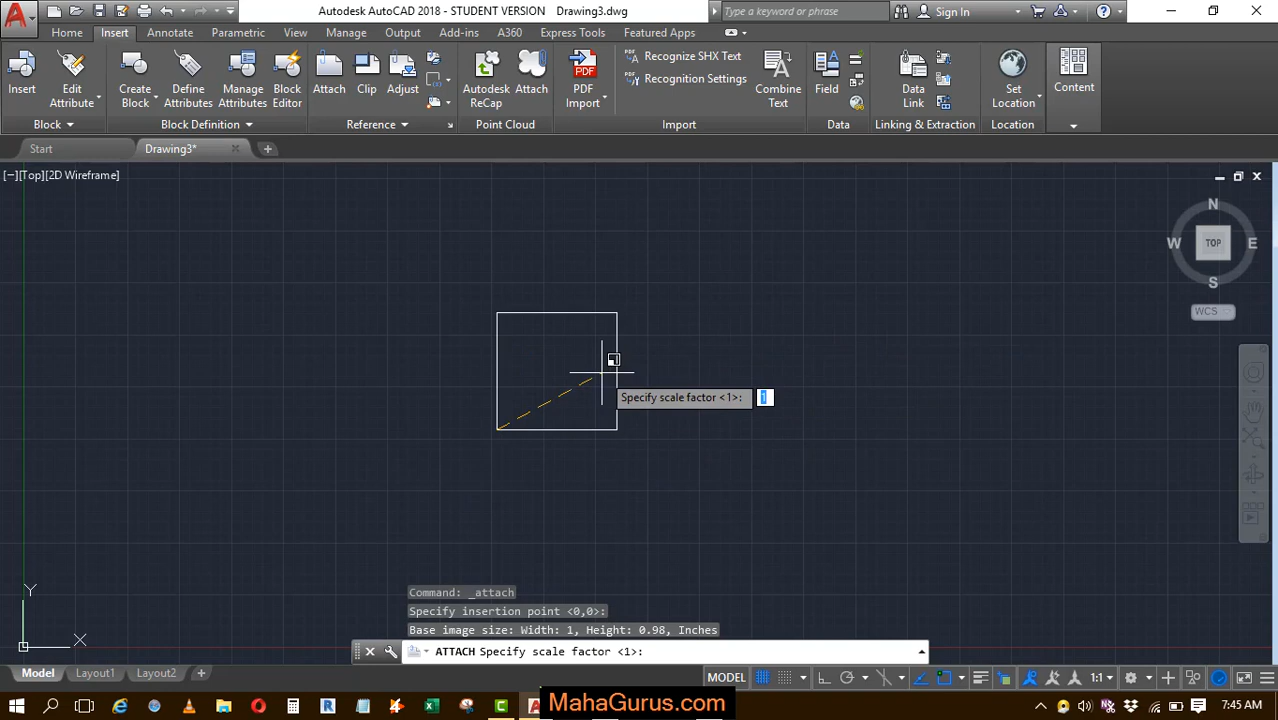 Autodesk AutoCAD 2018 - STUDENT VERSION Drawing3.dwg
Type a keyword or phrase
Sign In
Home Insert Annotate Parametric View Manage Output Add-ins A360 Express Tools Featured Apps
Insert
Edit Attribute
Create Block
Define Attributes
Manage Attributes
Block Editor
Attach
Clip
Adjust
Autodesk ReCap
Attach
PDF Import
Recognize SHX Text
Recognition Settings
Combine Text
Field
Data Link
Set Location
Content
Block Block Definition Reference Point Cloud Import Data Linking & Extraction Location
Start Drawing3*
[−][Top][2D Wireframe]
N
W TOP E
S
WCS
Specify scale factor <1>: 1
Y
X
Command: _attach
Specify insertion point <0,0>:
Base image size: Width: 1, Height: 0.98, Inches
ATTACH Specify scale factor <1>:
Model Layout1 Layout2
MODEL
1:1
MahaGurus.com
7:45 AM